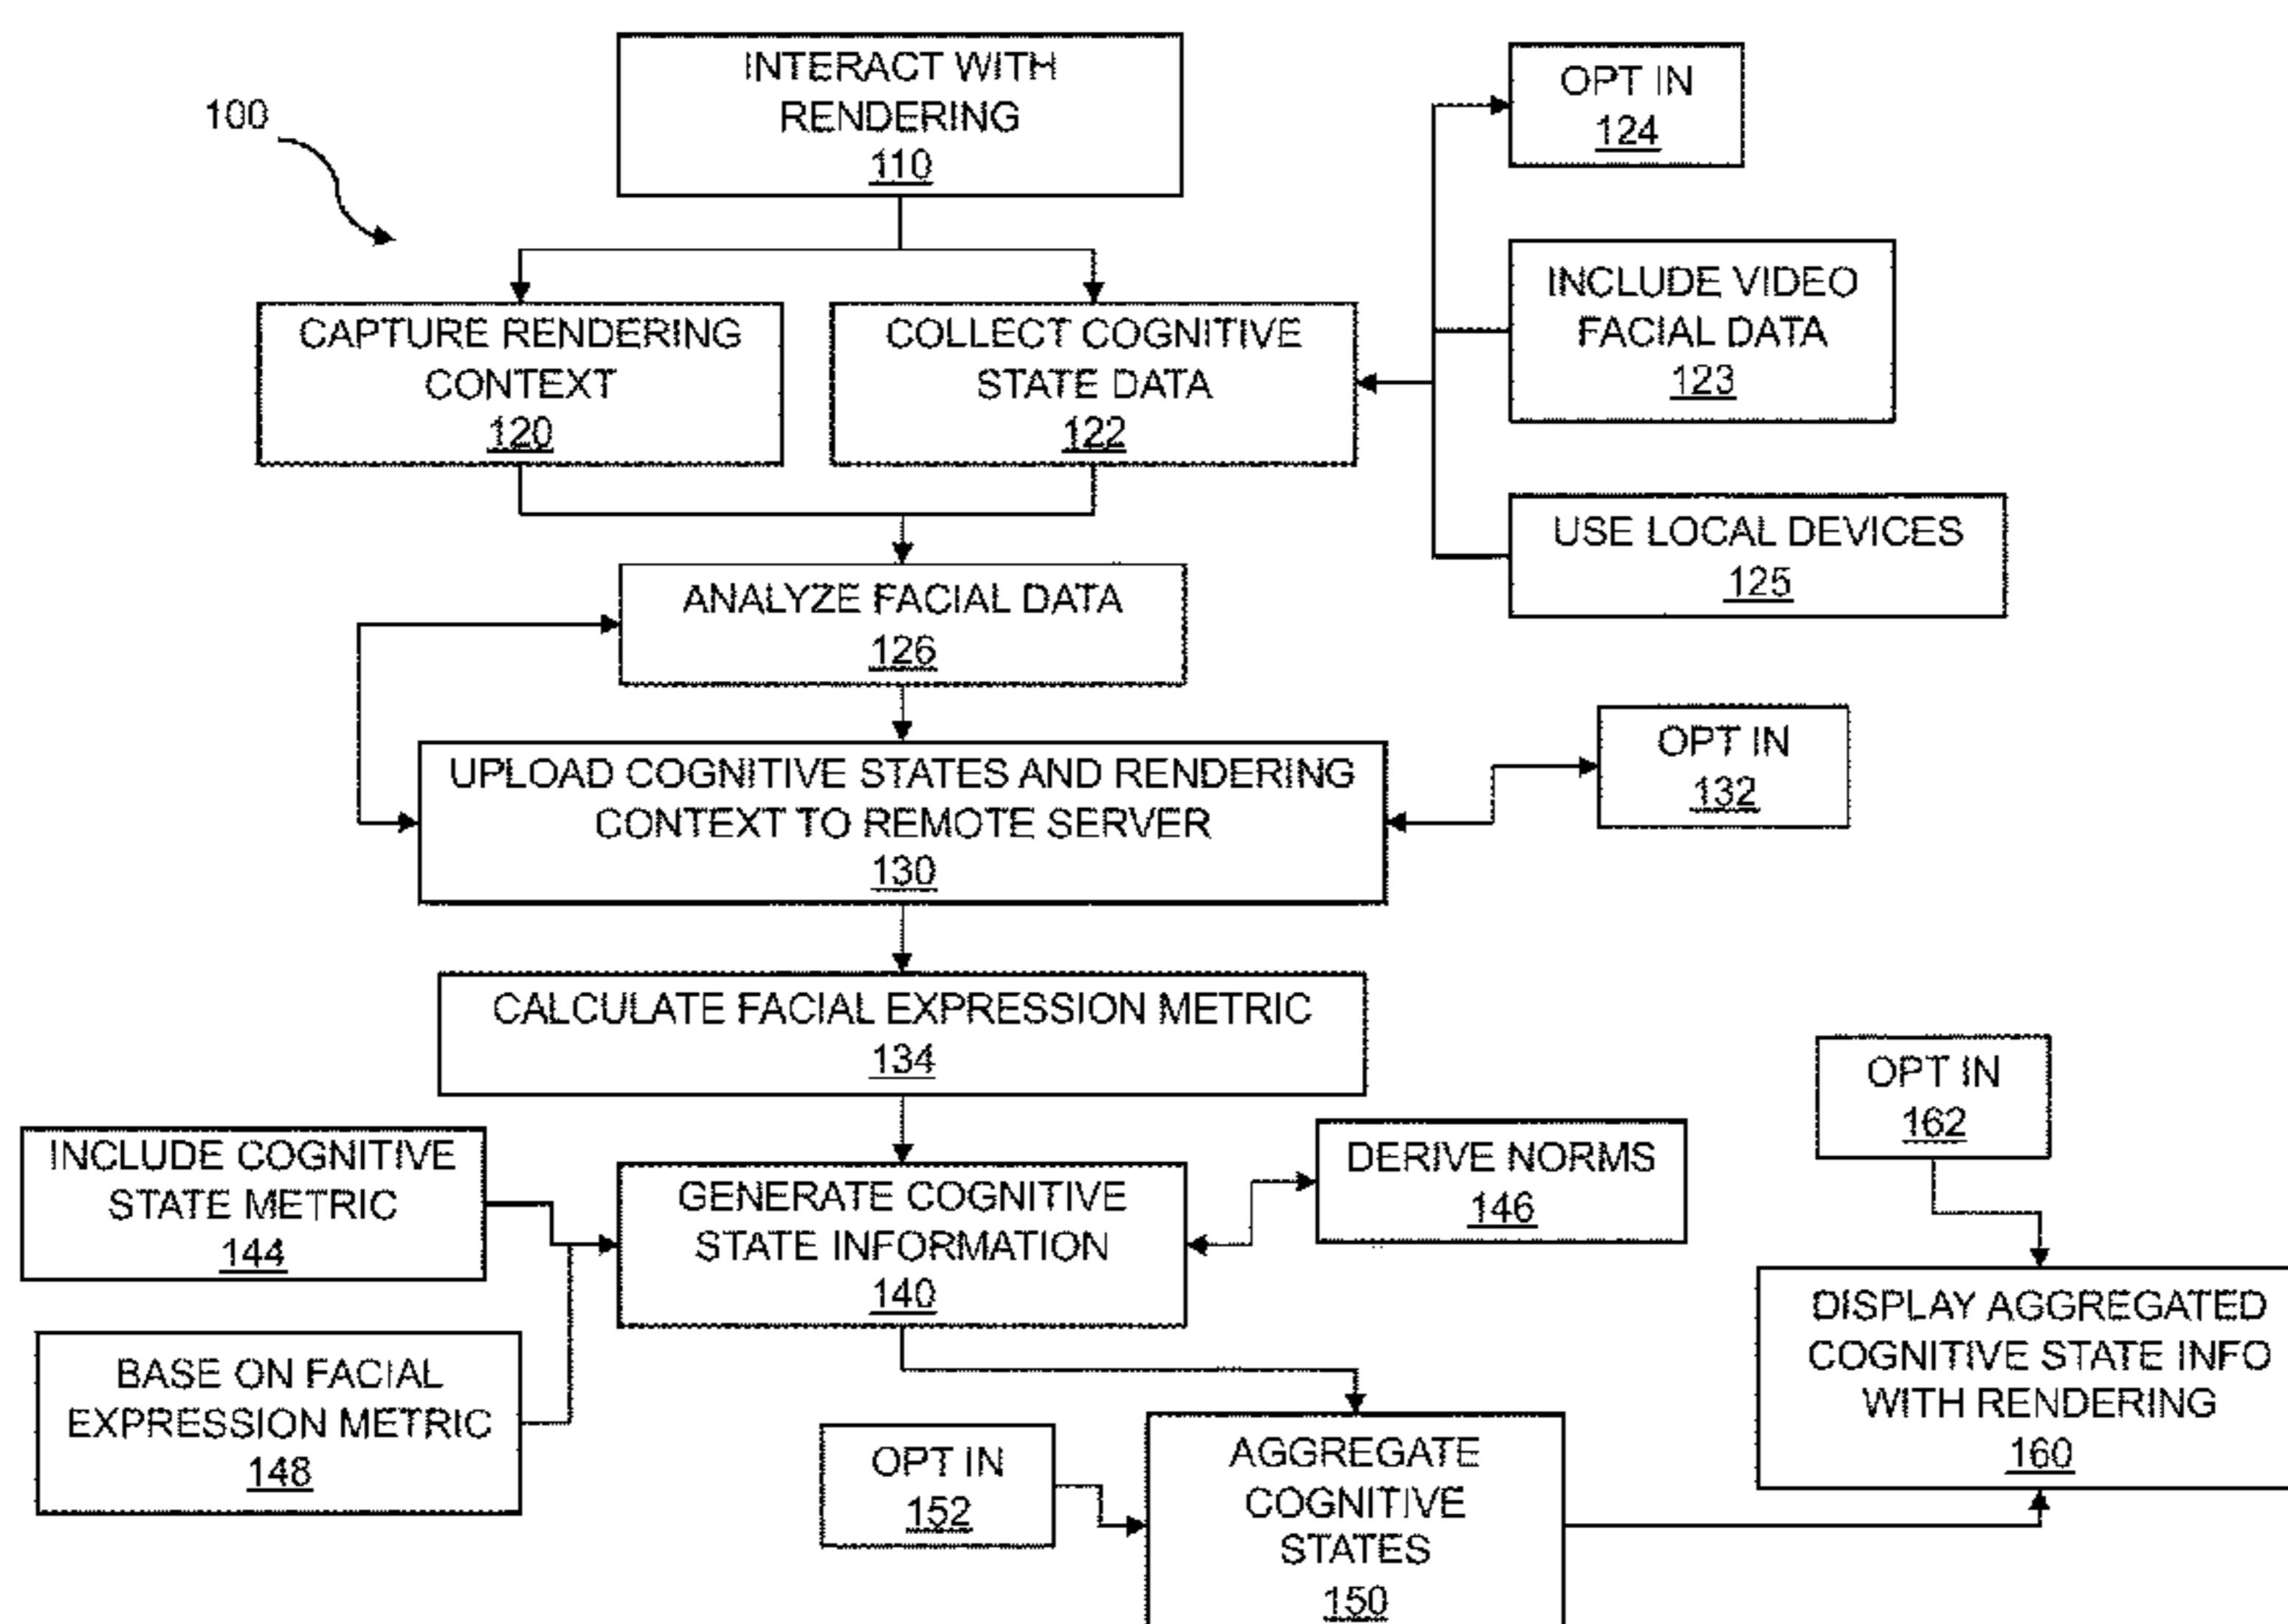 INTERACT WITH
RENDERING
110
100
OPT IN
124
CAPTURE RENDERING
CONTEXT
120
COLLECT COGNITIVE
STATE DATA
122
INCLUDE VIDEO
FACIAL DATA
123
USE LOCAL DEVICES
125
ANALYZE FACIAL DATA
126
UPLOAD COGNITIVE STATES AND RENDERING
CONTEXT TO REMOTE SERVER
130
OPT IN
132
CALCULATE FACIAL EXPRESSION METRIC
134
INCLUDE COGNITIVE
STATE METRIC
144
GENERATE COGNITIVE
STATE INFORMATION
140
DERIVE NORMS
146
OPT IN
162
BASE ON FACIAL
EXPRESSION METRIC
148
DISPLAY AGGREGATED
COGNITIVE STATE INFO
WITH RENDERING
160
OPT IN
152
AGGREGATE
COGNITIVE
STATES
150